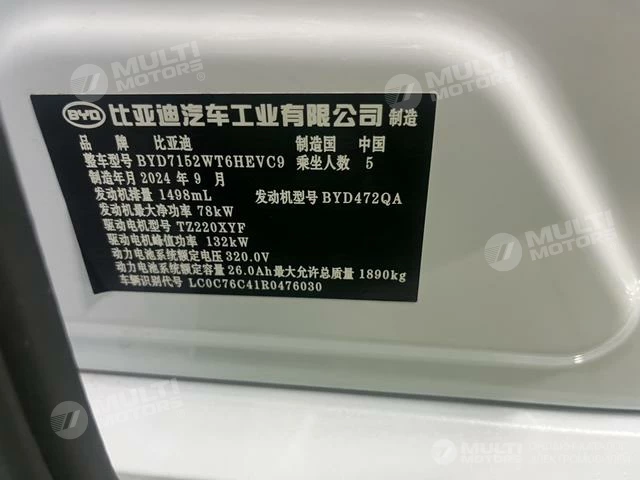 MULTI MOTORS®
MULTI MOTORS
BYD 比亚迪汽车工业有限公司 制造
品 牌 比亚迪 制造国 中国
整车型号 BYD7152WT6HEVC9 乘坐人数 5
制造年月 2024 年 9 月
发动机排量 1498mL 发动机型号 BYD472QA
发动机最大净功率 78kW
驱动电机型号 TZ220XYF
驱动电机峰值功率 132kW
动力电池系统额定电压 320.0V
动力电池系统额定容量 26.0Ah 最大允许总质量 1890kg
车辆识别代号 LC0C76C41R0476030
MULTI MOTORS®
MULTI MOTORS
MULTI MOTORS